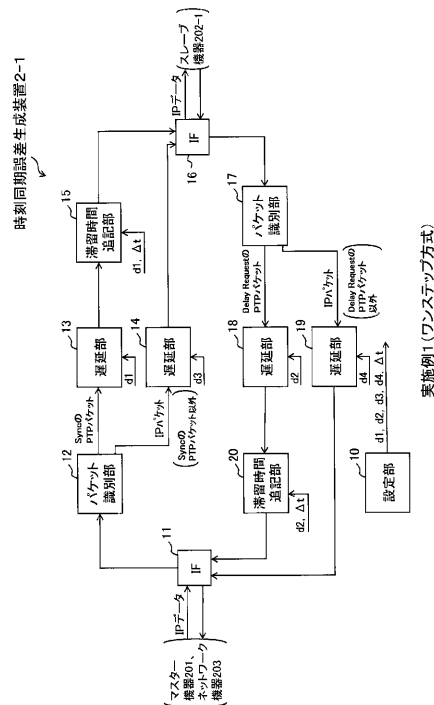 時刻同期誤差生成装置2-1
15
滞留時間
追記部
d1, Δt
13
遅延部
d1
14
遅延部
d3
Syncの
PTPパケット
IPパケット
(Syncの
PTPパケット以外)
12
パケット
識別部
IPデータ
(スレーブ
機器202-1)
IF
16
17
パケット
識別部
Delay Requestの
PTPパケット
IPパケット
(Delay Requestの
PTPパケット
以外)
18
遅延部
d2
19
遅延部
d4
20
滞留時間
追記部
d2, Δt
11
IF
IPデータ
(マスター
機器201、
ネットワーク
機器203)
10
設定部
d1, d2, d3, d4, Δt
実施例1(ワンステップ方式)